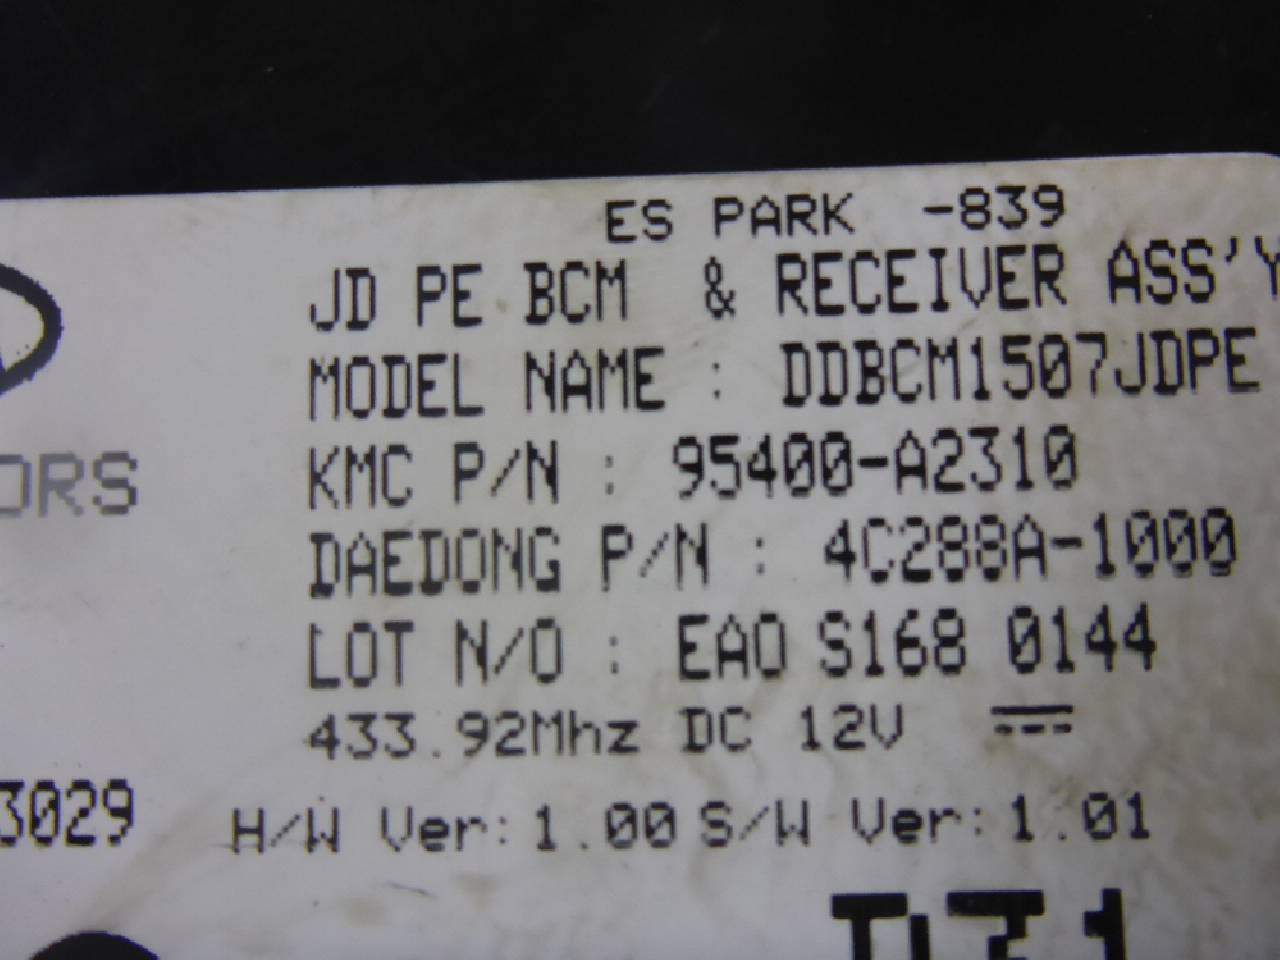 ES PARK -839
JD PE BCM & RECEIVER ASS'Y
MODEL NAME : DDBCM1507JDPE
KMC P/N : 95400-A2310
ORS
DAEDONG P/N : 4C288A-1000
LOT N/O : EAO S168 0144
433.92Mhz DC 12V
3029
H/W Ver:1.00 S/W Ver:1.01